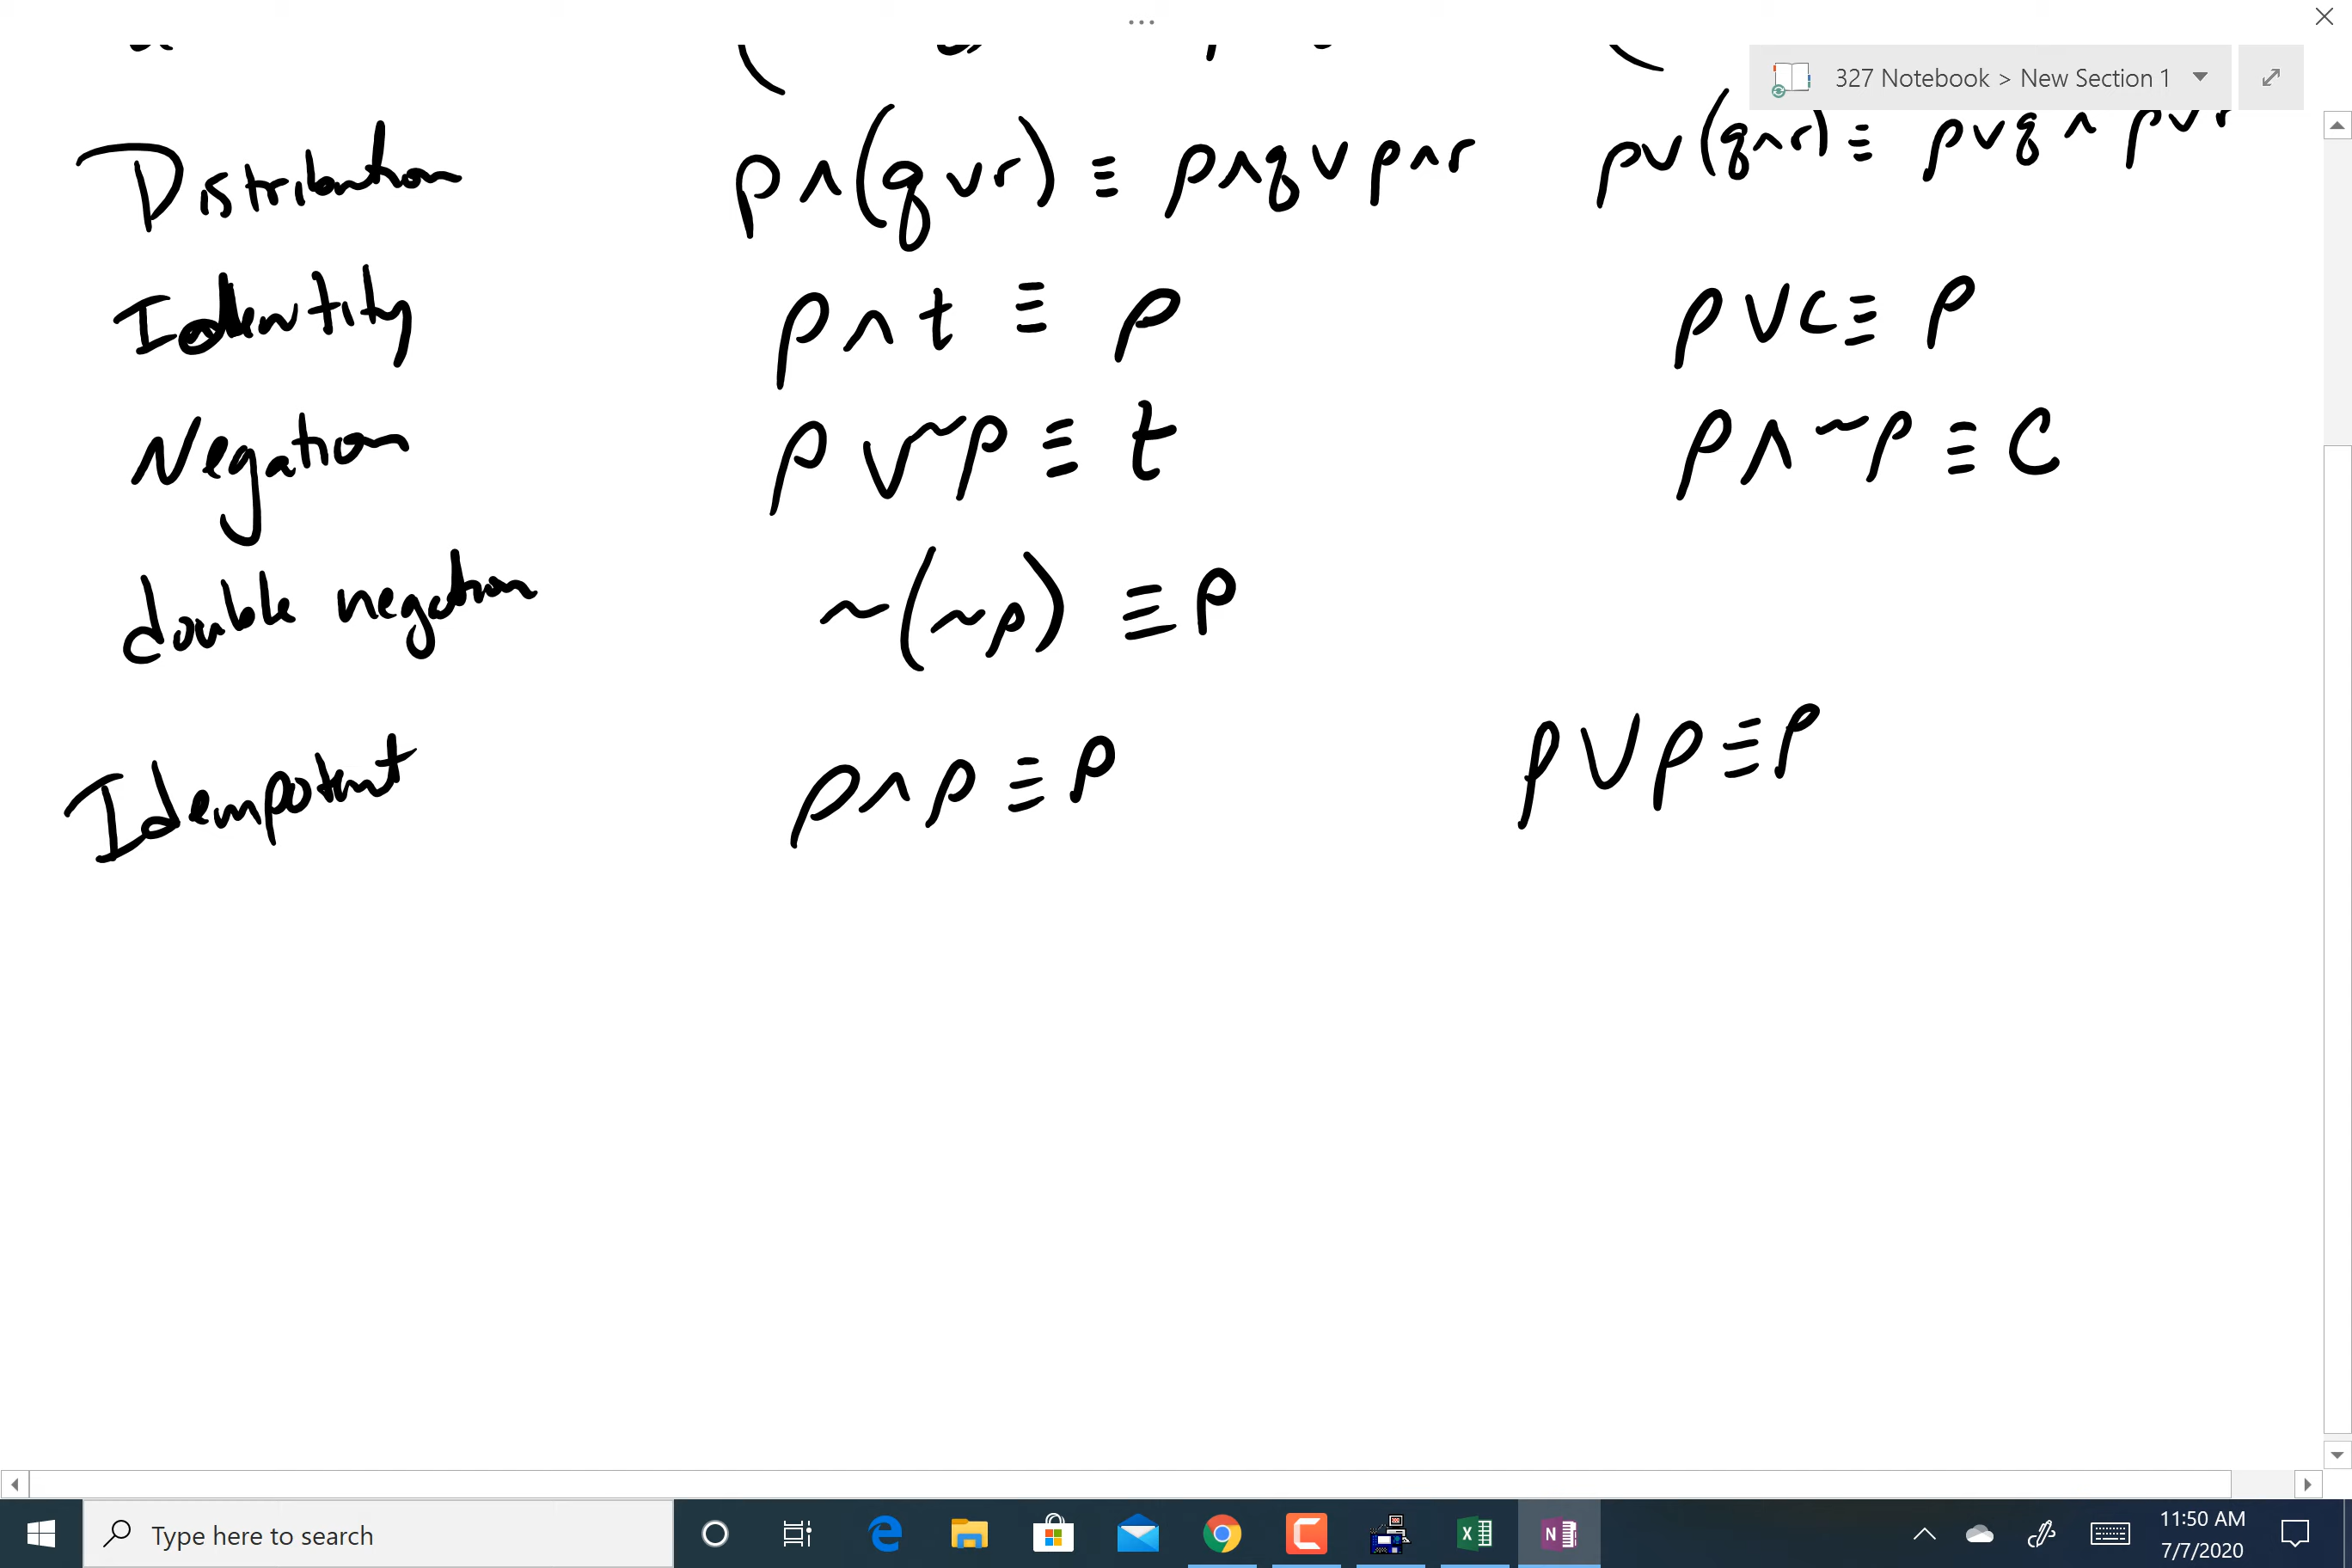 327 Notebook > New Section 1
Distribution p ∧ (q ∨ r) ≡ p ∧ q ∨ p ∧ r p ∨ (q ∧ r) ≡ p ∨ q ∧ p ∨ r
Identity p ∧ t ≡ p p ∨ c ≡ p
Negation p ∨ ~p ≡ t p ∧ ~p ≡ c
double negation ~(~p) ≡ p
Idempotent p ∧ p ≡ p p ∨ p ≡ p
Type here to search
11:50 AM
7/7/2020